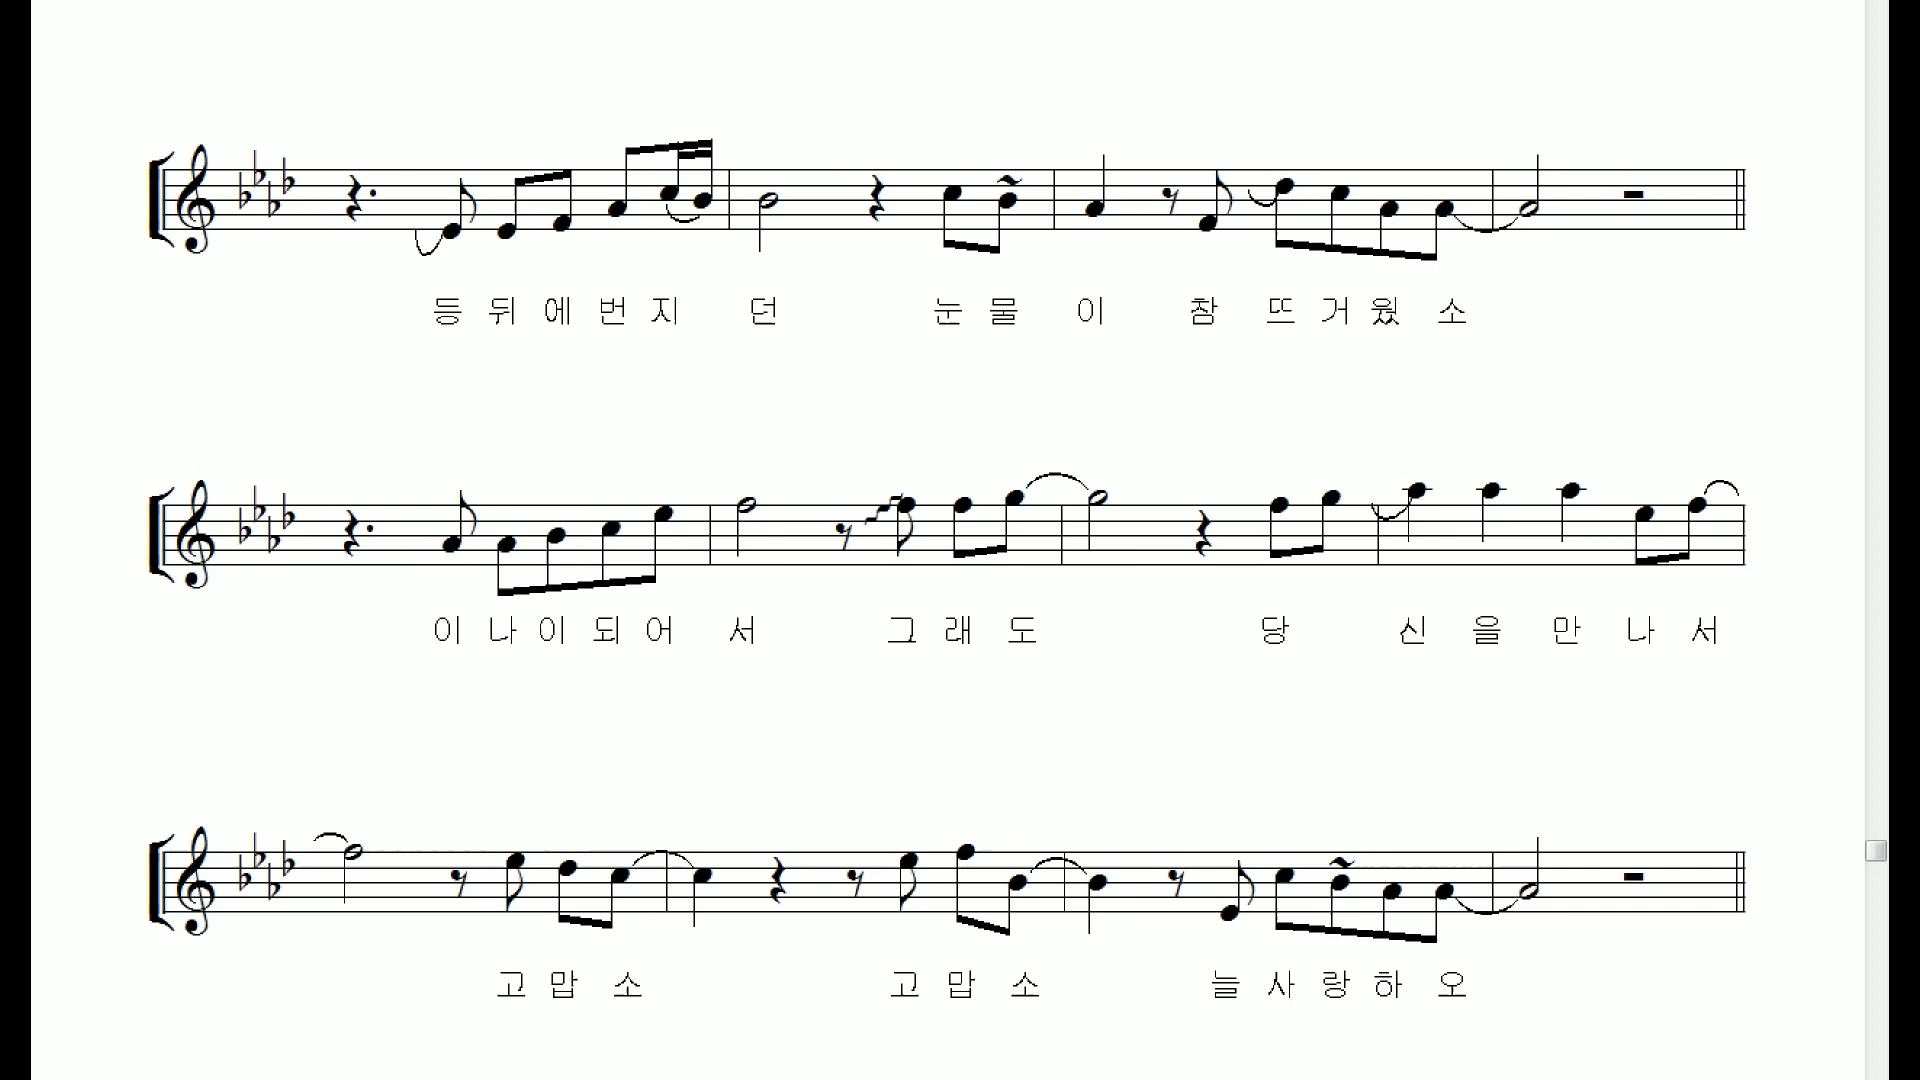 등 뒤 에 번 지 던 눈 물 이 참 뜨 거 웠 소
이 나 이 되 어 서 그 래 도 당 신 을 만 나 서
고 맙 소 고 맙 소 늘 사 랑 하 오